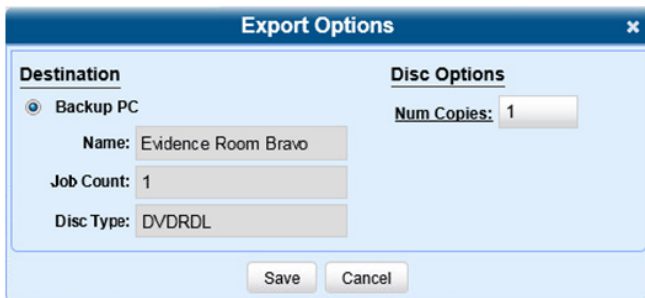 Export Options
Destination
Backup PC
Name: Evidence Room Bravo
Job Count: 1
Disc Type: DVDRDL
Disc Options
Num Copies: 1
Save Cancel